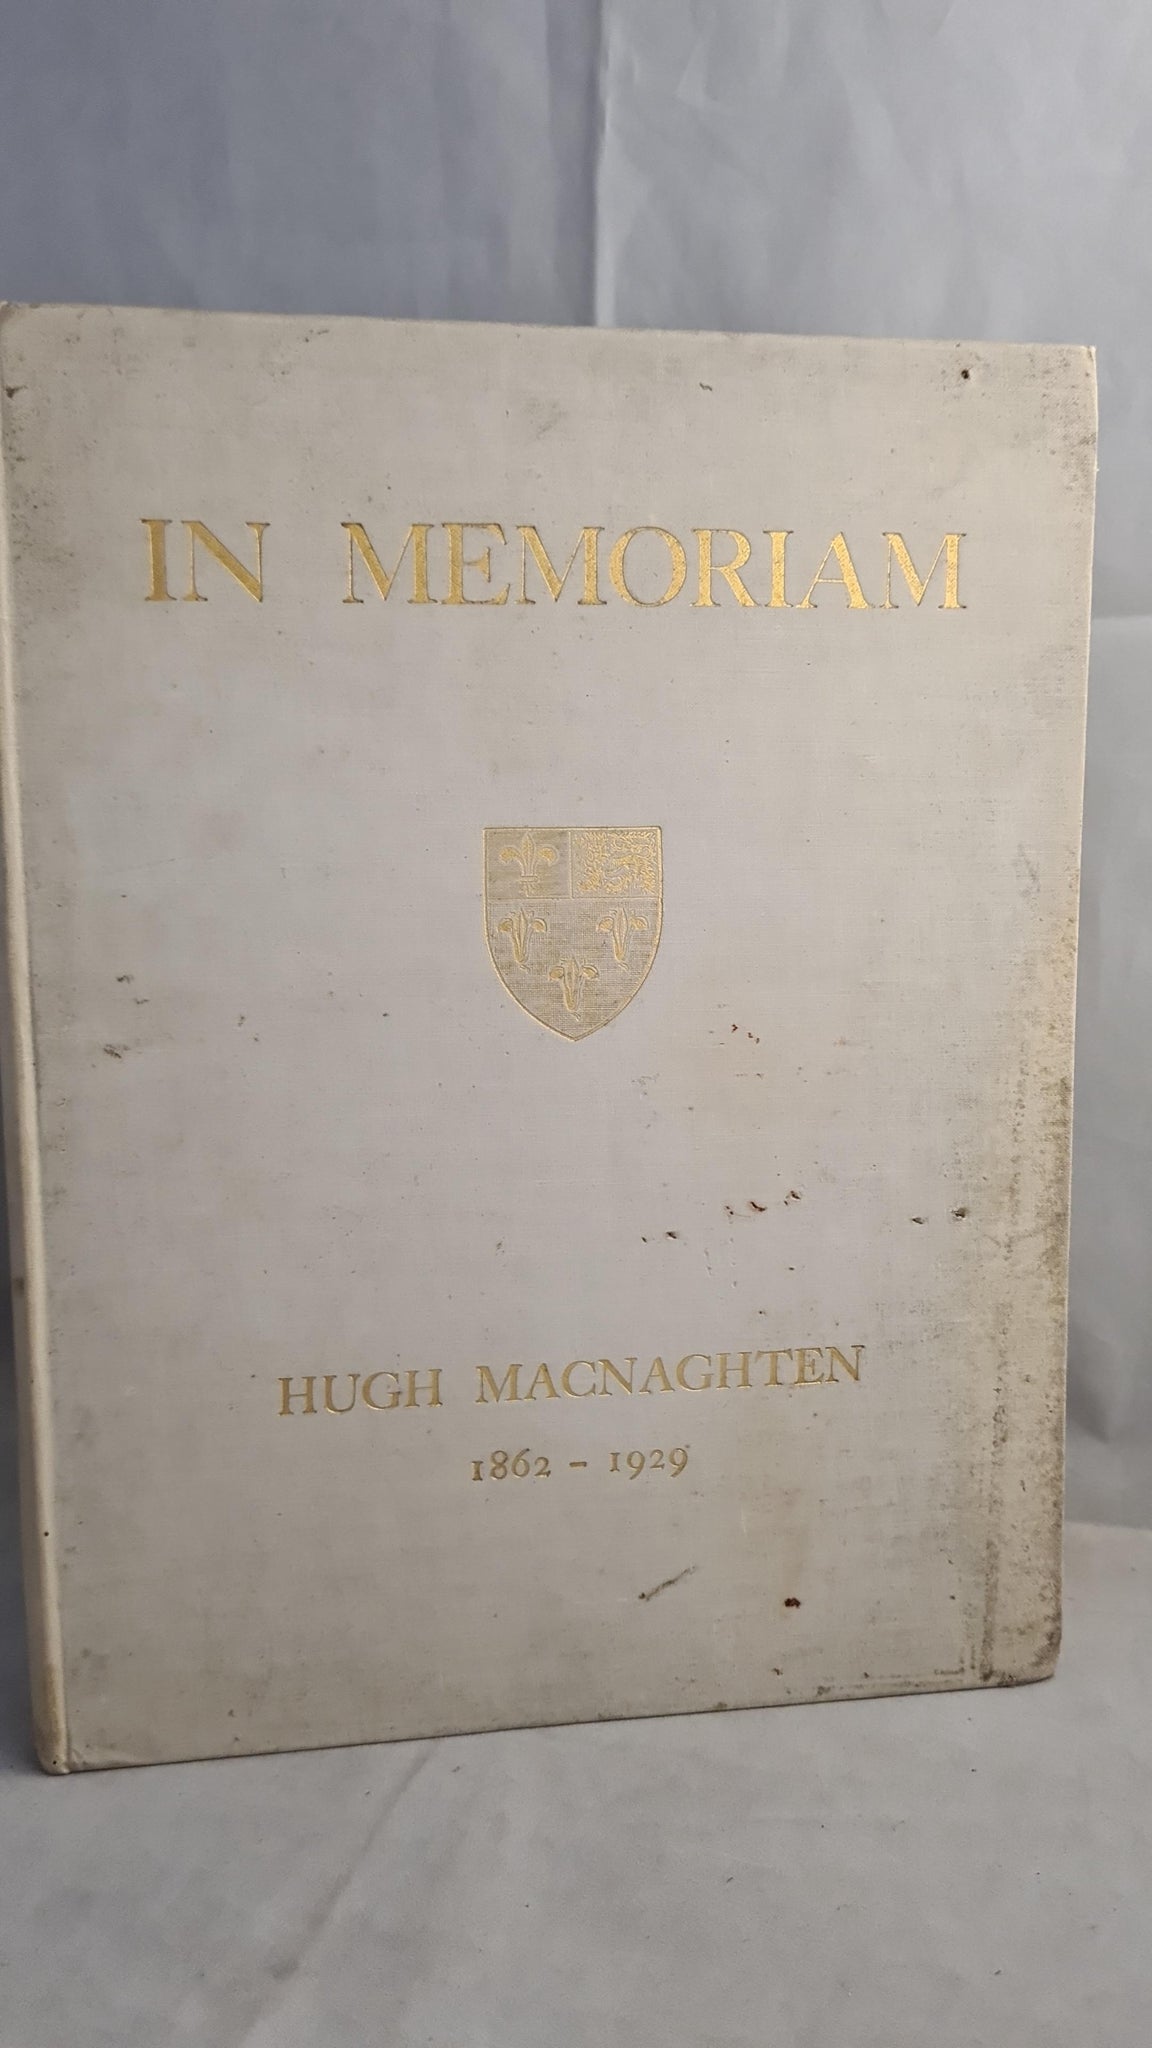 IN MEMORIAM
HUGH MACNAGHTEN
1862 - 1929